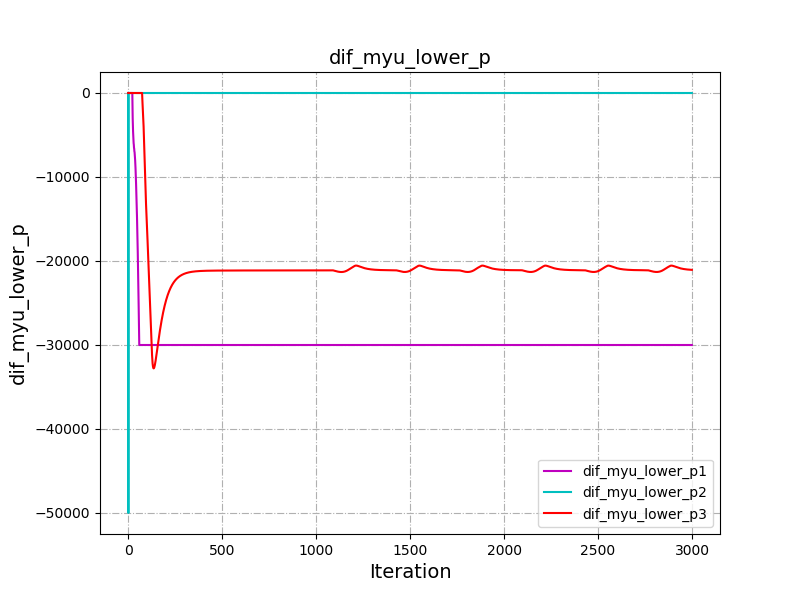 dif_myu_lower_p
dif_myu_lower_p
0
−10000
−20000
−30000
−40000
−50000
0
500
1000
1500
2000
2500
3000
Iteration
dif_myu_lower_p1
dif_myu_lower_p2
dif_myu_lower_p3